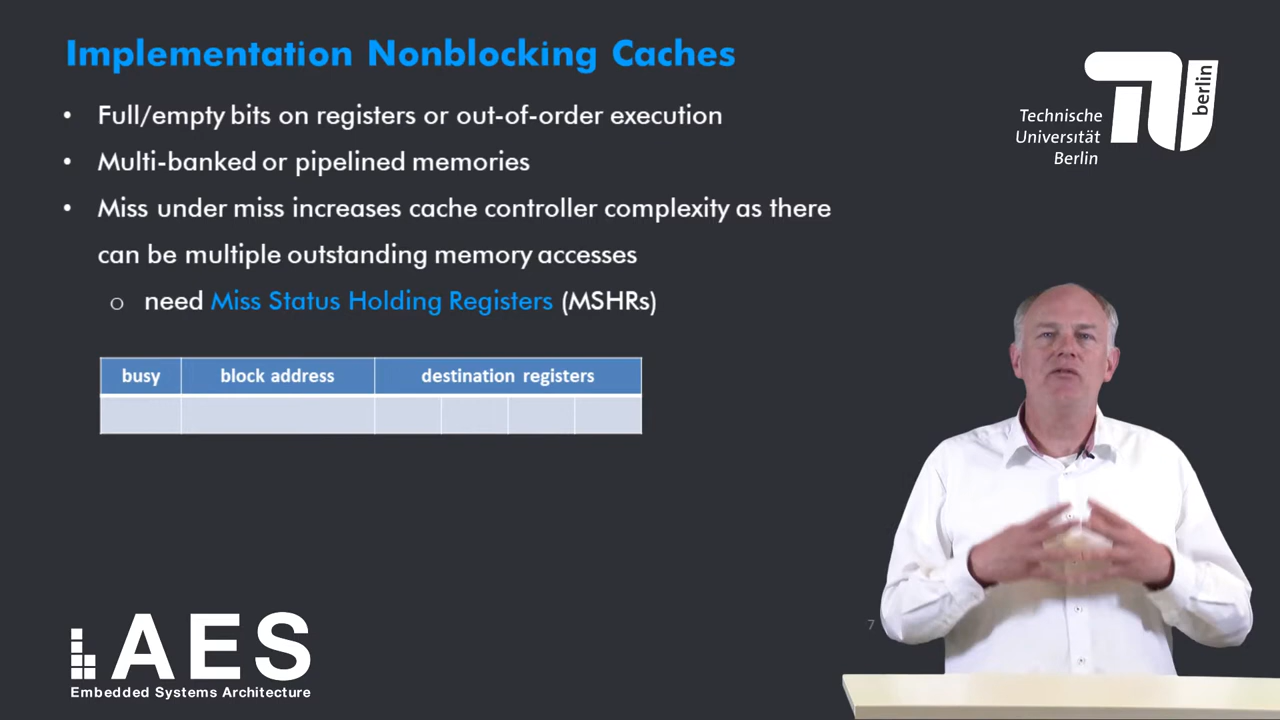 Implementation Nonblocking Caches
• Full/empty bits on registers or out-of-order execution
• Multi-banked or pipelined memories
• Miss under miss increases cache controller complexity as there
can be multiple outstanding memory accesses
o need Miss Status Holding Registers (MSHRs)
busy block address destination registers
Technische
Universität
Berlin
berlin
7
AES
Embedded Systems Architecture